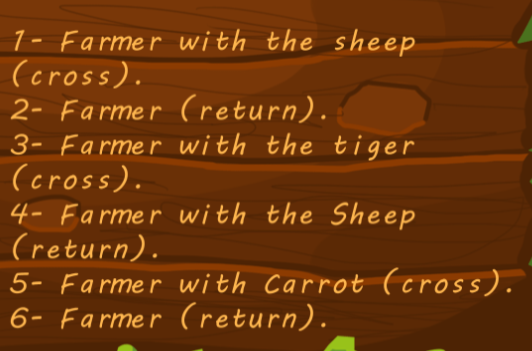 1- Farmer with the sheep
(cross).
2- Farmer (return).
3- Farmer with the tiger
(cross).
4- Farmer with the Sheep
(return).
5- Farmer with Carrot (cross).
6- Farmer (return).